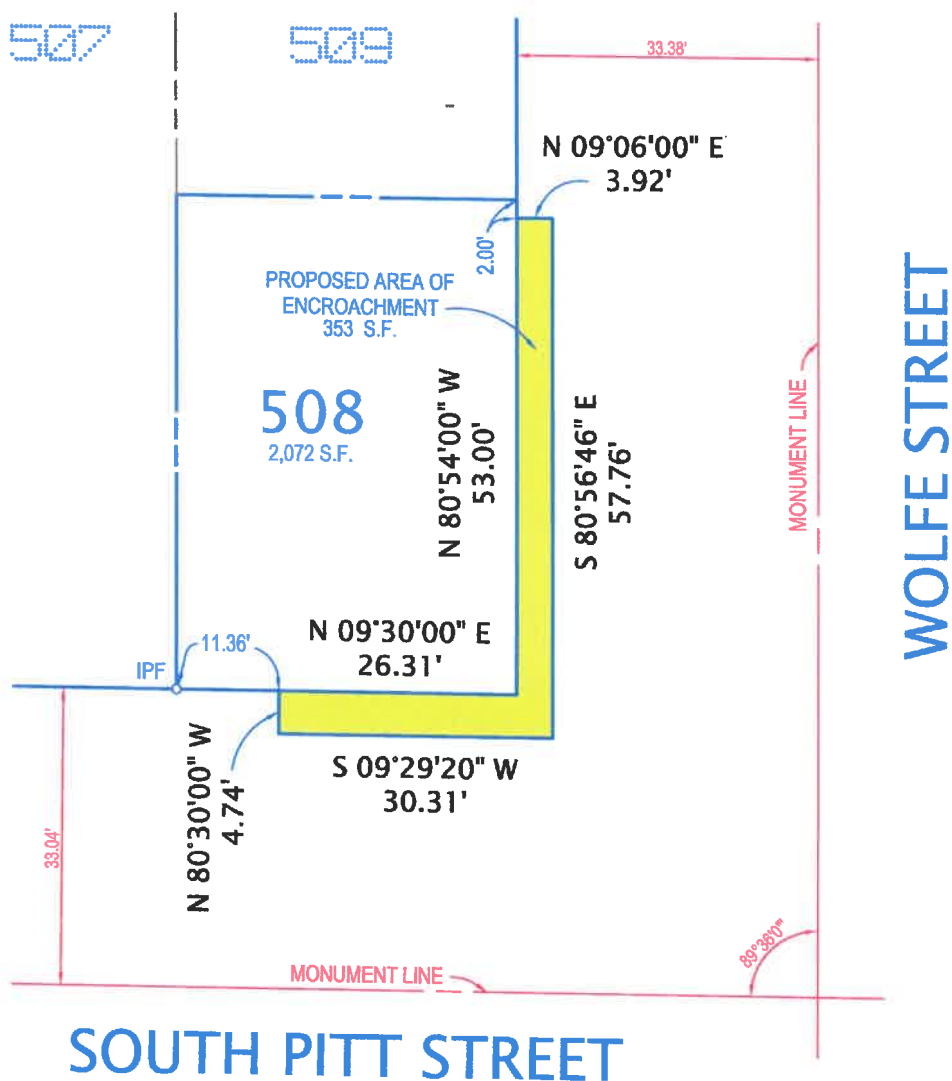 507
509
33.38'
N 09°06'00" E
3.92'
2.00'
PROPOSED AREA OF
ENCROACHMENT
353 S.F.
508
2,072 S.F.
N 80°54'00" W
53.00'
S 80°56'46" E
57.76'
MONUMENT LINE
WOLFE STREET
N 09°30'00" E
26.31'
11.36'
IPF
N 80°30'00" W
4.74'
S 09°29'20" W
30.31'
33.04'
89°36'0"
MONUMENT LINE
SOUTH PITT STREET